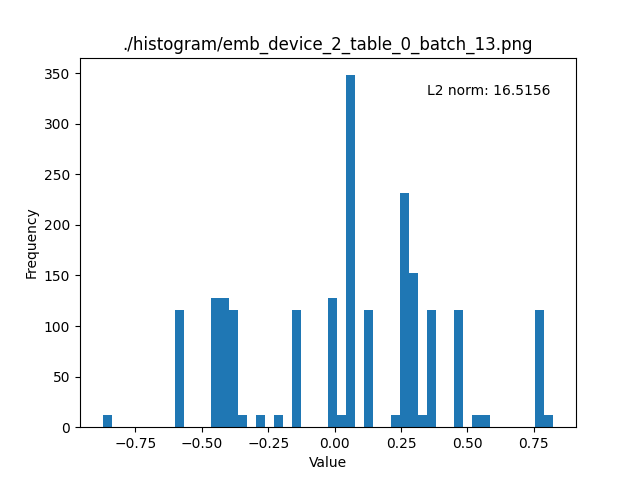 ./histogram/emb_device_2_table_0_batch_13.png
L2 norm: 16.5156
350
300
250
200
150
100
50
0
Frequency
−0.75 −0.50 −0.25 0.00 0.25 0.50 0.75
Value